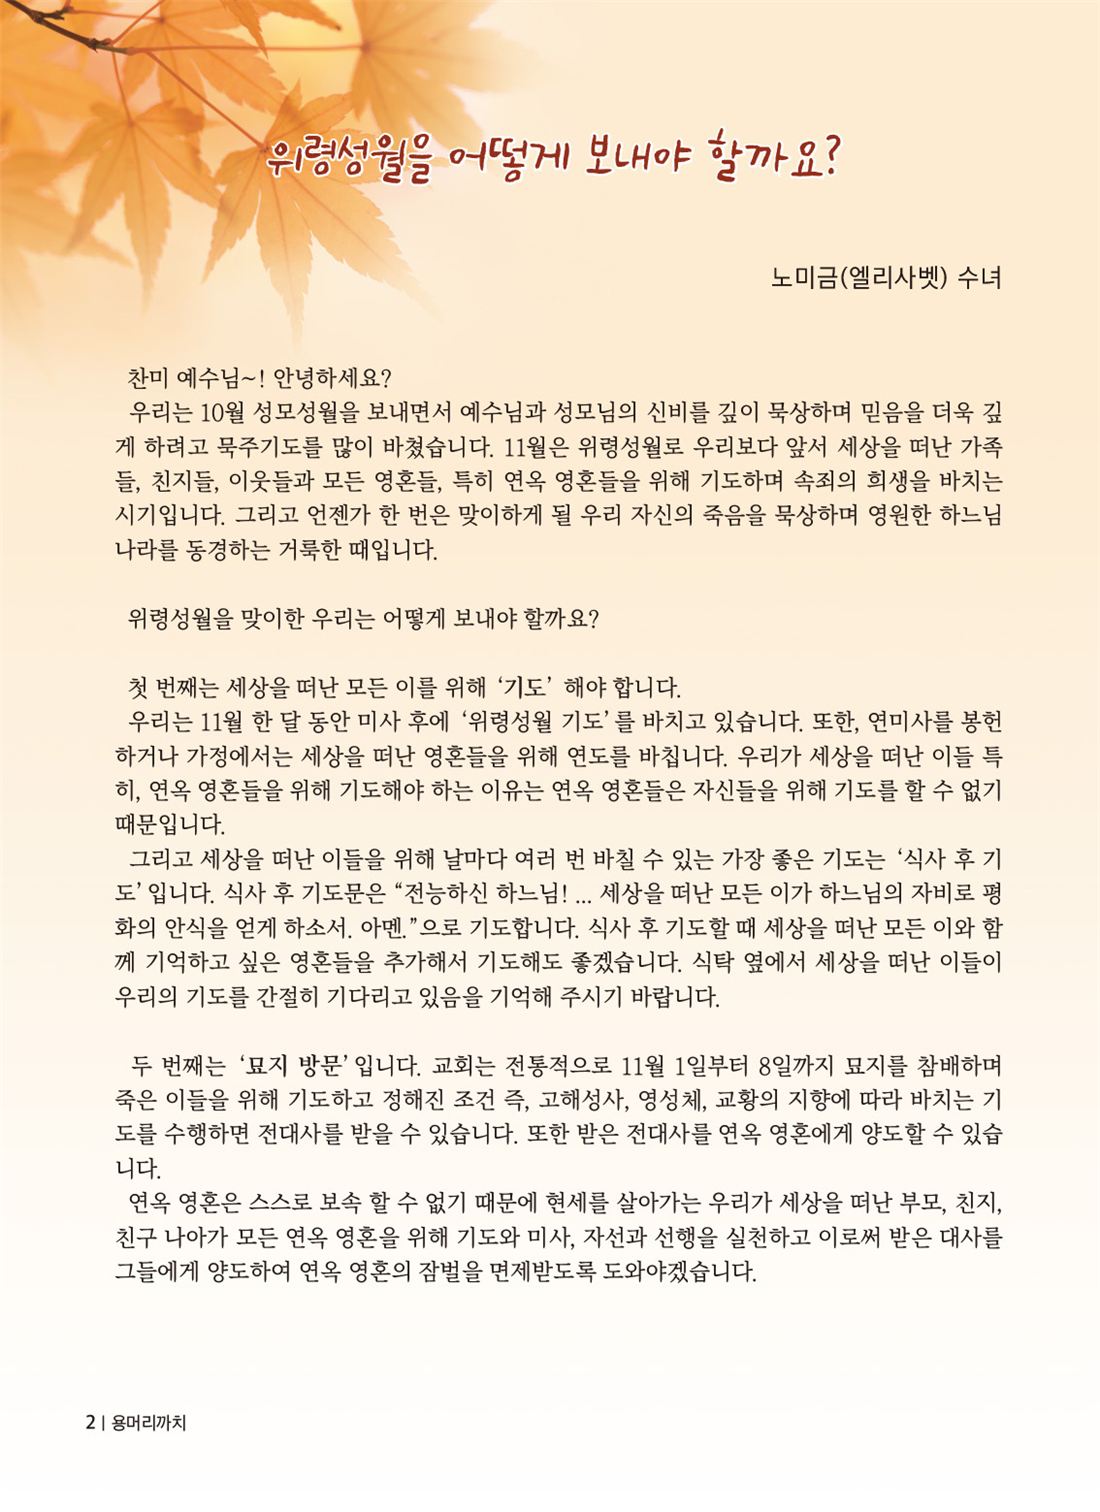 위령성월을 어떻게 보내야 할까요?
노미금(엘리사벳) 수녀
찬미 예수님~! 안녕하세요?
우리는 10월 성모성월을 보내면서 예수님과 성모님의 신비를 깊이 묵상하며 믿음을 더욱 깊
게 하려고 묵주기도를 많이 바쳤습니다. 11월은 위령성월로 우리보다 앞서 세상을 떠난 가족
들, 친지들, 이웃들과 모든 영혼들, 특히 연옥 영혼들을 위해 기도하며 속죄의 희생을 바치는
시기입니다. 그리고 언젠가 한 번은 맞이하게 될 우리 자신의 죽음을 묵상하며 영원한 하느님
나라를 동경하는 거룩한 때입니다.
위령성월을 맞이한 우리는 어떻게 보내야 할까요?
첫 번째는 세상을 떠난 모든 이를 위해 ‘기도’ 해야 합니다.
우리는 11월 한 달 동안 미사 후에 ‘위령성월 기도’를 바치고 있습니다. 또한, 연미사를 봉헌
하거나 가정에서는 세상을 떠난 영혼들을 위해 연도를 바칩니다. 우리가 세상을 떠난 이들 특
히, 연옥 영혼들을 위해 기도해야 하는 이유는 연옥 영혼들은 자신들을 위해 기도를 할 수 없기
때문입니다.
그리고 세상을 떠난 이들을 위해 날마다 여러 번 바칠 수 있는 가장 좋은 기도는 ‘식사 후 기
도’입니다. 식사 후 기도문은 “전능하신 하느님! ... 세상을 떠난 모든 이가 하느님의 자비로 평
화의 안식을 얻게 하소서. 아멘.”으로 기도합니다. 식사 후 기도할 때 세상을 떠난 모든 이와 함
께 기억하고 싶은 영혼들을 추가해서 기도해도 좋겠습니다. 식탁 옆에서 세상을 떠난 이들이
우리의 기도를 간절히 기다리고 있음을 기억해 주시기 바랍니다.
두 번째는 ‘묘지 방문’입니다. 교회는 전통적으로 11월 1일부터 8일까지 묘지를 참배하며
죽은 이들을 위해 기도하고 정해진 조건 즉, 고해성사, 영성체, 교황의 지향에 따라 바치는 기
도를 수행하면 전대사를 받을 수 있습니다. 또한 받은 전대사를 연옥 영혼에게 양도할 수 있습
니다.
연옥 영혼은 스스로 보속 할 수 없기 때문에 현세를 살아가는 우리가 세상을 떠난 부모, 친지,
친구 나아가 모든 연옥 영혼을 위해 기도와 미사, 자선과 선행을 실천하고 이로써 받은 대사를
그들에게 양도하여 연옥 영혼의 잠벌을 면제받도록 도와야겠습니다.
2 | 용머리까치